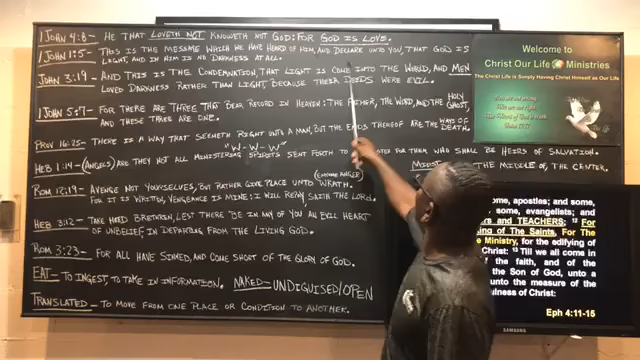 1 JOHN 4:8- HE THAT LOVETH NOT KNOWETH NOT GOD: FOR GOD IS LOVE.
1 JOHN 1:5- THIS IS THE MESSAGE WHICH WE HAVE HEARD OF HIM, AND DECLARE UNTO YOU, THAT GOD IS
LIGHT, AND IN HIM IS NO DARKNESS AT ALL.
JOHN 3:19- AND THIS IS THE CONDEMNATION, THAT LIGHT IS COME INTO THE WORLD, AND MEN
LOVED DARKNESS RATHER THAN LIGHT, BECAUSE THEIR DEEDS WERE EVIL.
1 JOHN 5:7- FOR THERE ARE THREE THAT BEAR RECORD IN HEAVEN: THE FATHER, THE WORD, AND THE HOLY GHOST,
AND THESE ARE ONE.
PROV 16:25- THERE IS A WAY THAT SEEMETH RIGHT UNTO A MAN, BUT THE ENDS THEREOF ARE THE WAYS OF DEATH.
"W-W-W"
HEB 1:14- (ANGELS) ARE THEY NOT ALL MINISTERING SPIRITS SENT FORTH TO FOR THEM WHO SHALL BE HEIRS OF SALVATION.
MIDST THE MIDDLE OF THE CENTER.
ROM 12:19- AVENGE NOT YOURSELVES, BUT RATHER GIVE PLACE UNTO WRATH.
FOR IT IS WRITTEN, VENGEANCE IS MINE; I WILL REPAY SAITH THE LORD.
HEB 3:12- TAKE HEED BRETHREN, LEST THERE BE IN ANY OF YOU AN EVIL HEART
OF UNBELIEF IN DEPARTING FROM THE LIVING GOD.
ROM 3:23- FOR ALL HAVE SINNED, AND COME SHORT OF THE GLORY OF GOD.
EAT- TO INGEST, TO TAKE IN INFORMATION. NAKED- UNDIGUISED/OPEN
TRANSLATED- TO MOVE FROM ONE PLACE OR CONDITION TO ANOTHER.
Welcome to
Christ Our Life Ministries
The Christ Life is Simply Having Christ Himself as Our Life
ome, apostles; and some,
some, evangelists; and
rs and TEACHERS; 12 For
ing of The Saints, For The
e Ministry, for the edifying of
Christ: 13 Till we all come in
f the faith, and of the
the Son of God, unto a
unto the measure of the
ulness of Christ:
Eph 4:11-15
SAMSUNG